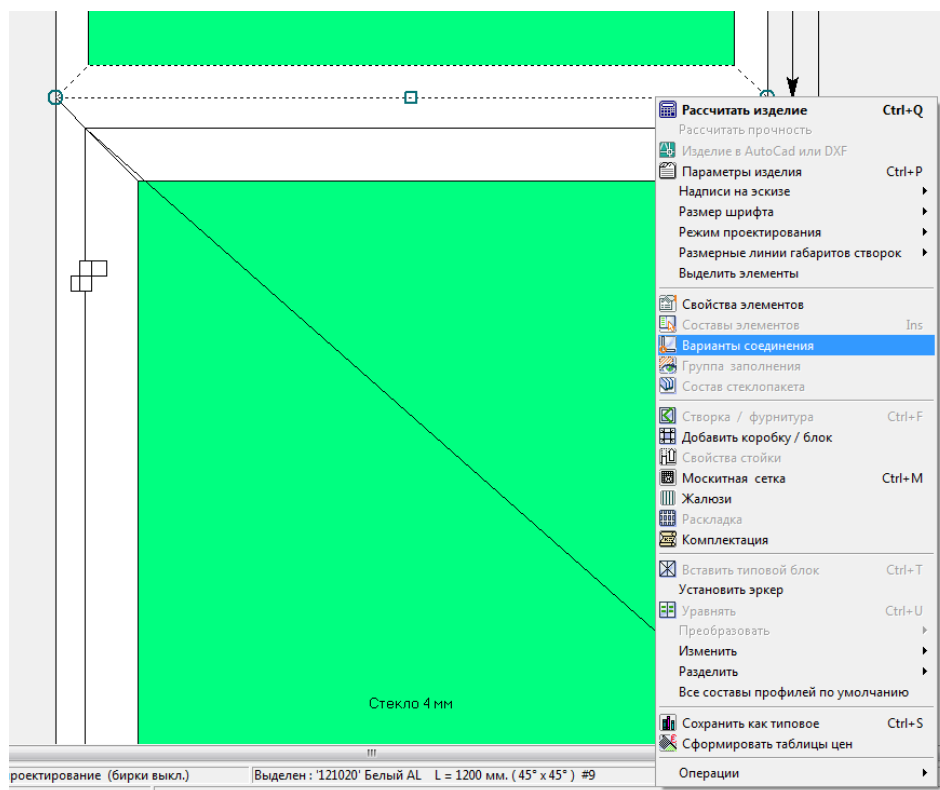 Рассчитать изделие Ctrl+Q
Рассчитать прочность
Изделие в AutoCad или DXF
Параметры изделия Ctrl+P
Надписи на эскизе
Размер шрифта
Режим проектирования
Размерные линии габаритов створок
Выделить элементы
Свойства элементов
Составы элементов Ins
Варианты соединения
Группа заполнения
Состав стеклопакета
Створка / фурнитура Ctrl+F
Добавить коробку / блок
Свойства стойки
Москитная сетка Ctrl+M
Жалюзи
Раскладка
Комплектация
Вставить типовой блок Ctrl+T
Установить эркер
Уравнять Ctrl+U
Преобразовать
Изменить
Разделить
Все составы профилей по умолчанию
Сохранить как типовое Ctrl+S
Сформировать таблицы цен
Операции
Стекло 4 мм
роектирование (бирки выкл.) Выделен : '121020' Белый AL L = 1200 мм. ( 45° x 45° ) #9